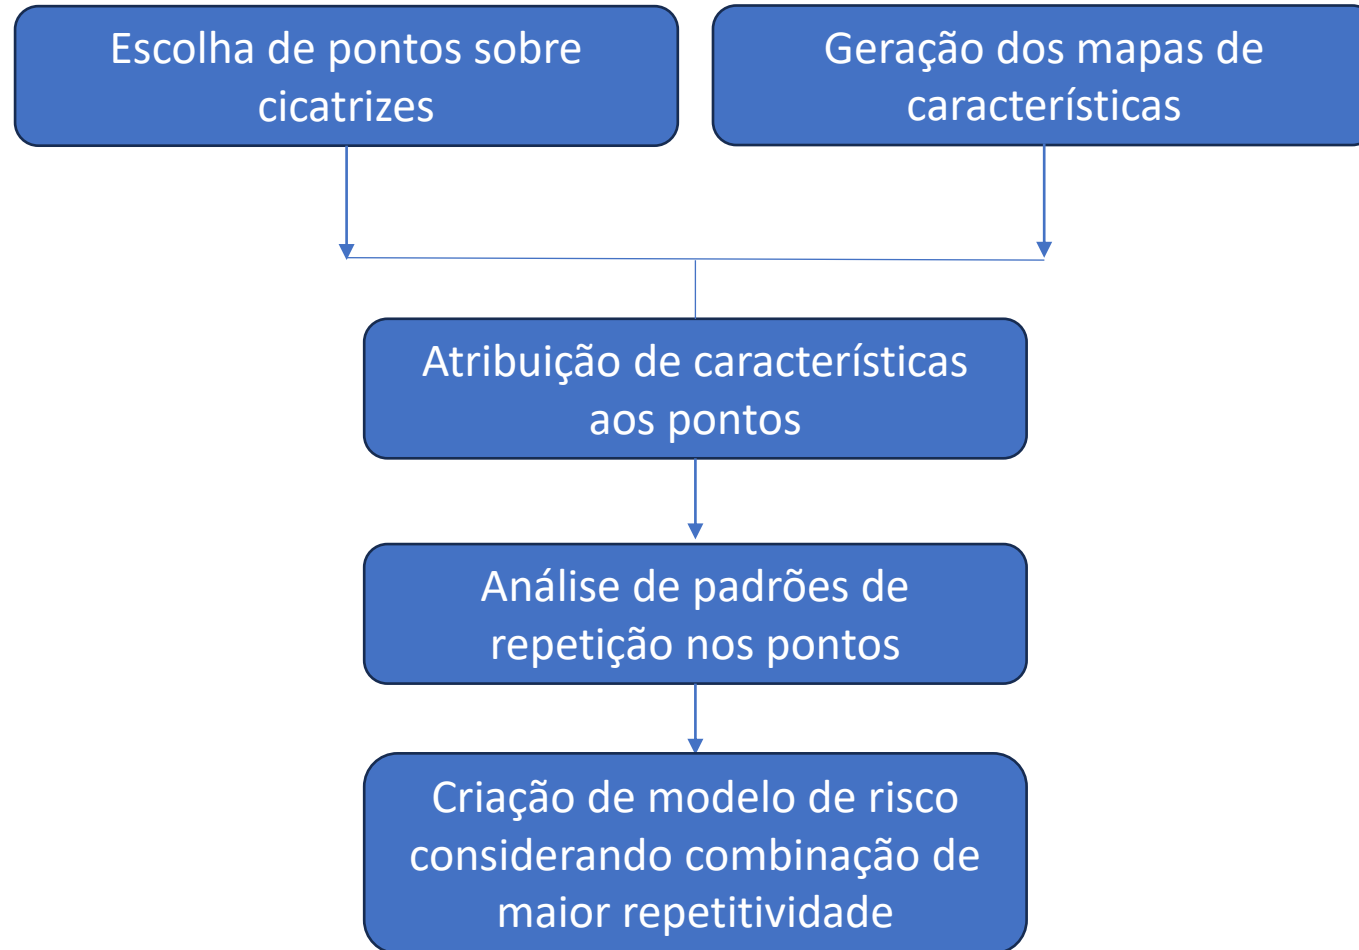 Escolha de pontos sobre
cicatrizes
Geração dos mapas de
características
Atribuição de características
aos pontos
Análise de padrões de
repetição nos pontos
Criação de modelo de risco
considerando combinação de
maior repetitividade